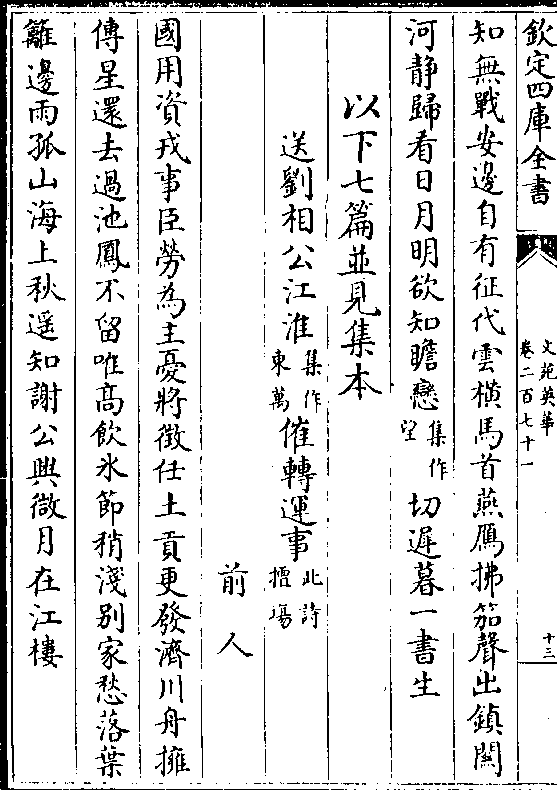 欽定四庫全書
文苑英華
卷二百七十一
十三
知無戰安邊自有征代雲橫馬首燕鴈拂笳聲出鎮關
河靜歸看日月明欲知瞻戀集作望切遲暮一書生
以下七篇並見集本
送劉相公江淮集作東萬催轉運事此詩擅塲
前人
國用資戎事臣勞為主憂將徵任土貢更發濟川舟擁
傳星還去過池鳳不留唯高飲氷節稍淺別家愁落葉
籬邊雨孤山海上秋遥知謝公興微月在江樓